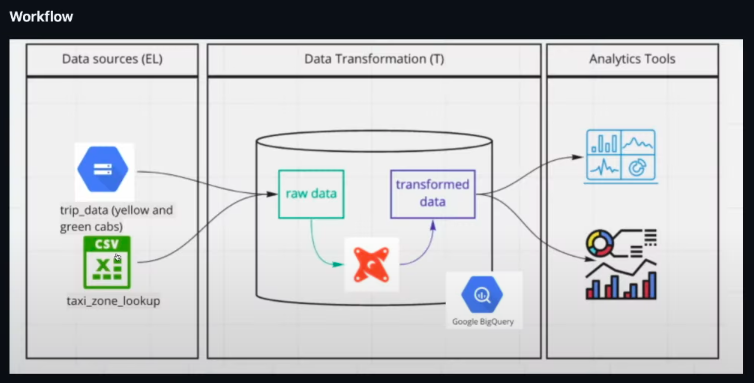 Workflow
Data sources (EL)
Data Transformation (T)
Analytics Tools
trip_data (yellow and
green cabs)
CSV
X
taxi_zone_lookup
raw data
transformed
data
Google BigQuery